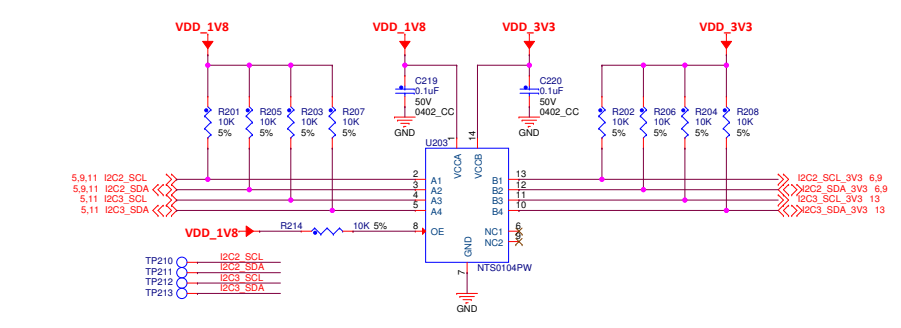 VDD_1V8
VDD_1V8
VDD_3V3
VDD_3V3
C219
0.1uF
50V
0402_CC
GND
C220
0.1uF
50V
0402_CC
GND
R201
10K
5%
R205
10K
5%
R203
10K
5%
R207
10K
5%
R202
10K
5%
R206
10K
5%
R204
10K
5%
R208
10K
5%
U203
1
14
VCCA
VCCB
5,9,11 I2C2_SCL
5,9,11 I2C2_SDA
5,11 I2C3_SCL
5,11 I2C3_SDA
2
3
4
5
A1
A2
A3
A4
B1
B2
B3
B4
13
12
11
10
I2C2_SCL_3V3 6,9
I2C2_SDA_3V3 6,9
I2C3_SCL_3V3 13
I2C3_SDA_3V3 13
VDD_1V8
R214
10K 5%
8
OE
NC1
NC2
6
GND
7
NTS0104PW
GND
TP210
I2C2_SCL
TP211
I2C2_SDA
TP212
I2C3_SCL
TP213
I2C3_SDA